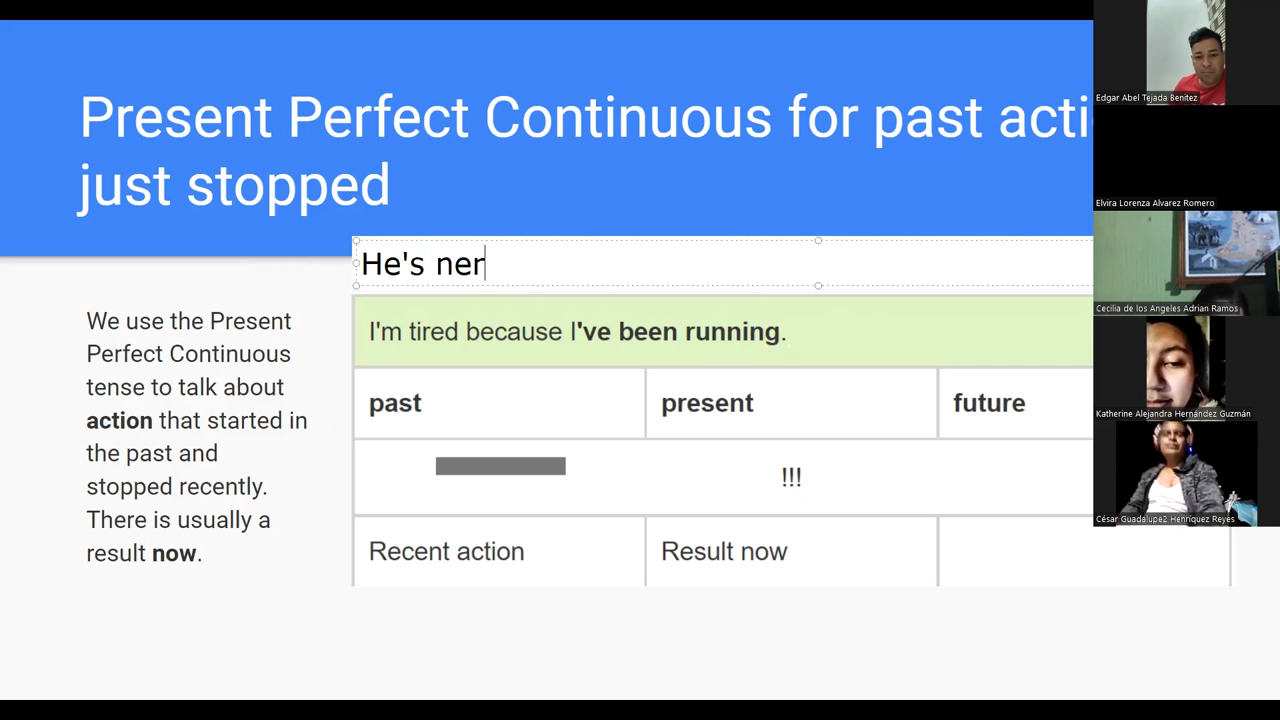 Present Perfect Continuous for past acti
just stopped
He's ner
We use the Present
Perfect Continuous
tense to talk about
action that started in
the past and
stopped recently.
There is usually a
result now.
I'm tired because I've been running.
past present future
!!!
Recent action Result now
Edgar Abel Tejada Benitez
Elvira Lorenza Alvarez Romero
Cecilia de los Angeles Adrian Ramos
Katherine Alejandra Hernández Guzmán
César Guadalupe2 Henriquez Reyes